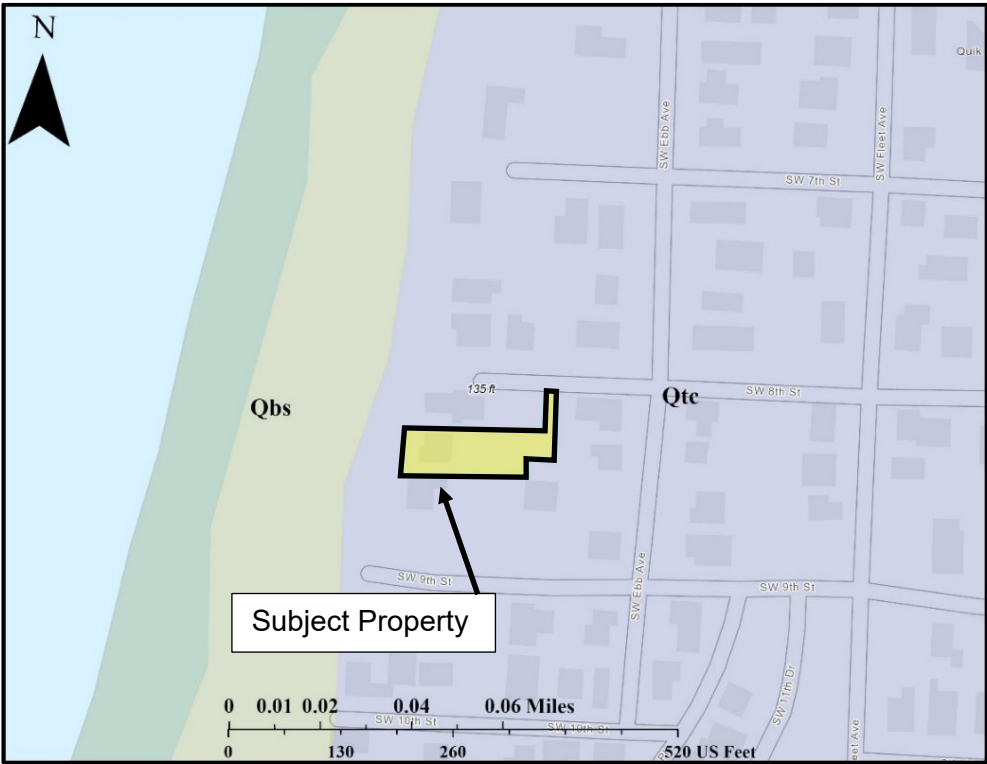 N
Quik
SW Ebb Ave
SW Fleet Ave
SW 7th St
135 ft
SW 8th St
Qtc
Qbs
SW 9th St
SW 9th St
SW Ebb Ave
Subject Property
SW 11th Dr
0 0.01 0.02 0.04 0.06 Miles
SW 10th St
SW 10th St
0 130 260 520 US Feet
eet Ave